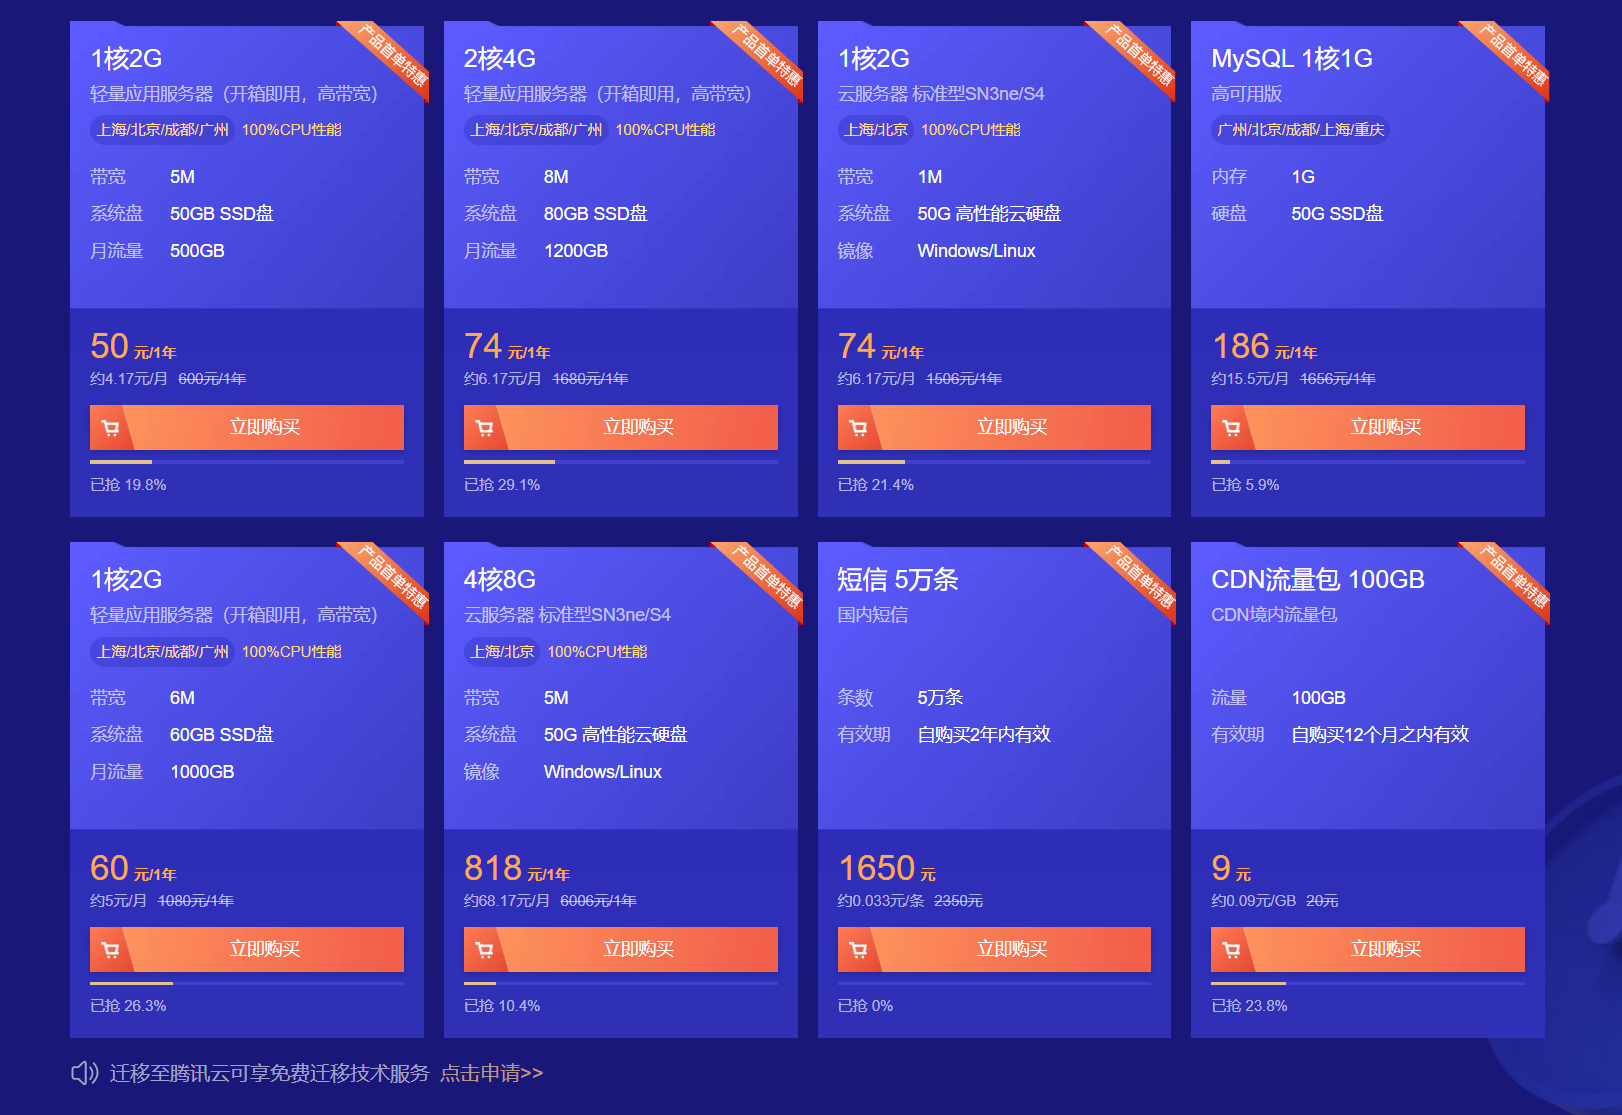 产品首单特惠
1核2G
轻量应用服务器（开箱即用，高带宽）
上海/北京/成都/广州 100%CPU性能
带宽 5M
系统盘 50GB SSD盘
月流量 500GB
50 元/1年
约4.17元/月 600元/1年
立即购买
已抢 19.8%
产品首单特惠
2核4G
轻量应用服务器（开箱即用，高带宽）
上海/北京/成都/广州 100%CPU性能
带宽 8M
系统盘 80GB SSD盘
月流量 1200GB
74 元/1年
约6.17元/月 1680元/1年
立即购买
已抢 29.1%
产品首单特惠
1核2G
云服务器 标准型SN3ne/S4
上海/北京 100%CPU性能
带宽 1M
系统盘 50G 高性能云硬盘
镜像 Windows/Linux
74 元/1年
约6.17元/月 1506元/1年
立即购买
已抢 21.4%
产品首单特惠
MySQL 1核1G
高可用版
广州/北京/成都/上海/重庆
内存 1G
硬盘 50G SSD盘
186 元/1年
约15.5元/月 1656元/1年
立即购买
已抢 5.9%
产品首单特惠
1核2G
轻量应用服务器（开箱即用，高带宽）
上海/北京/成都/广州 100%CPU性能
带宽 6M
系统盘 60GB SSD盘
月流量 1000GB
60 元/1年
约5元/月 1080元/1年
立即购买
已抢 26.3%
产品首单特惠
4核8G
云服务器 标准型SN3ne/S4
上海/北京 100%CPU性能
带宽 5M
系统盘 50G 高性能云硬盘
镜像 Windows/Linux
818 元/1年
约68.17元/月 6006元/1年
立即购买
已抢 10.4%
产品首单特惠
短信 5万条
国内短信
条数 5万条
有效期 自购买2年内有效
1650 元
约0.033元/条 2350元
立即购买
已抢 0%
产品首单特惠
CDN流量包 100GB
CDN境内流量包
流量 100GB
有效期 自购买12个月之内有效
9 元
约0.09元/GB 20元
立即购买
已抢 23.8%
迁移至腾讯云可享免费迁移技术服务 点击申请>>